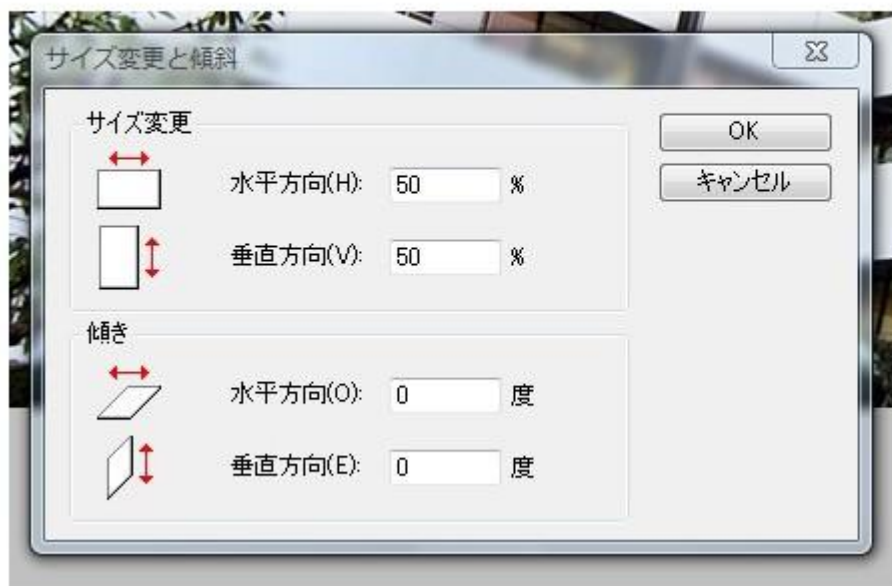 サイズ変更と傾斜
サイズ変更
水平方向(H): 50 %
垂直方向(V): 50 %
傾き
水平方向(O): 0 度
垂直方向(E): 0 度
OK
キャンセル